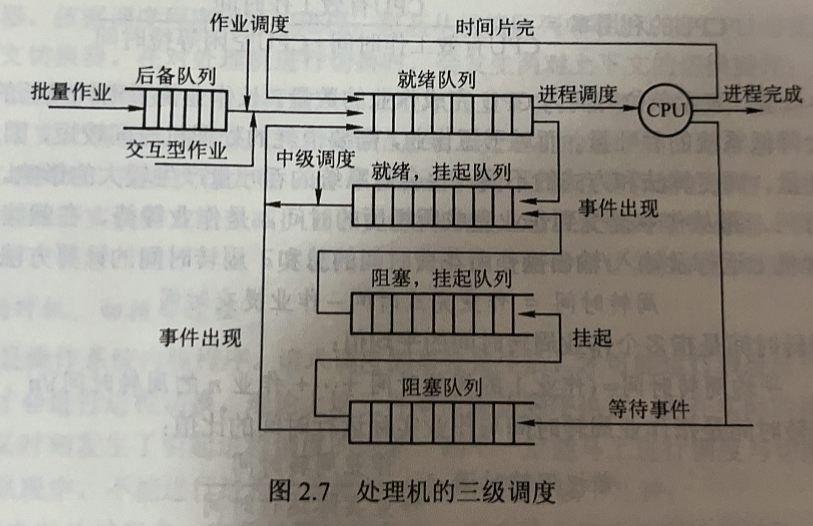 作业调度
时间片完
后备队列
就绪队列
批量作业
进程调度
CPU
进程完成
交互型作业
中级调度
就绪，挂起队列
事件出现
阻塞，挂起队列
事件出现
挂起
阻塞队列
等待事件
图 2.7 处理机的三级调度